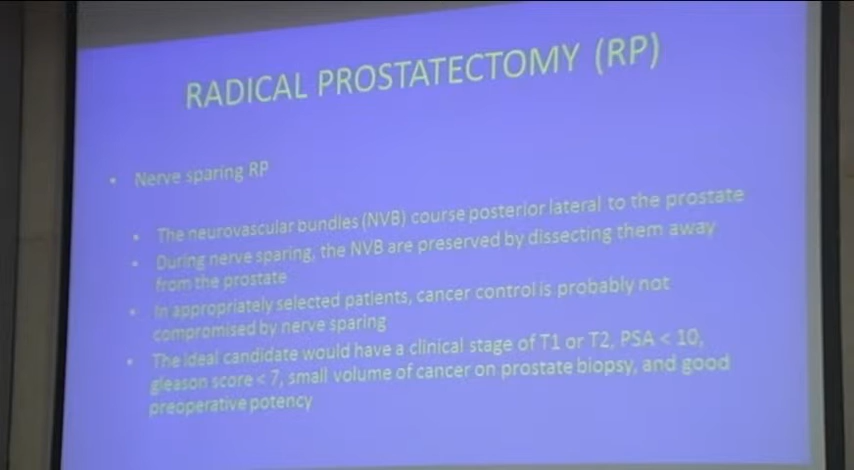 RADICAL PROSTATECTOMY (RP)
• Nerve sparing RP
• The neurovascular bundles (NVB) course posterior lateral to the prostate
• During nerve sparing, the NVB are preserved by dissecting them away
from the prostate
• In appropriately selected patients, cancer control is probably not
compromised by nerve sparing
• The ideal candidate would have a clinical stage of T1 or T2, PSA < 10,
gleason score < 7, small volume of cancer on prostate biopsy, and good
preoperative potency